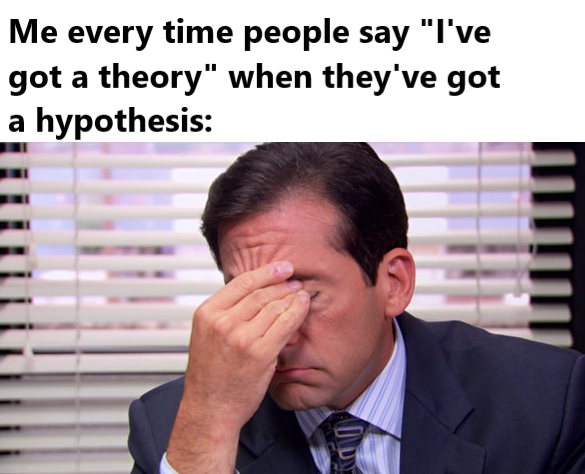 Me every time people say "I've
got a theory" when they've got
a hypothesis: